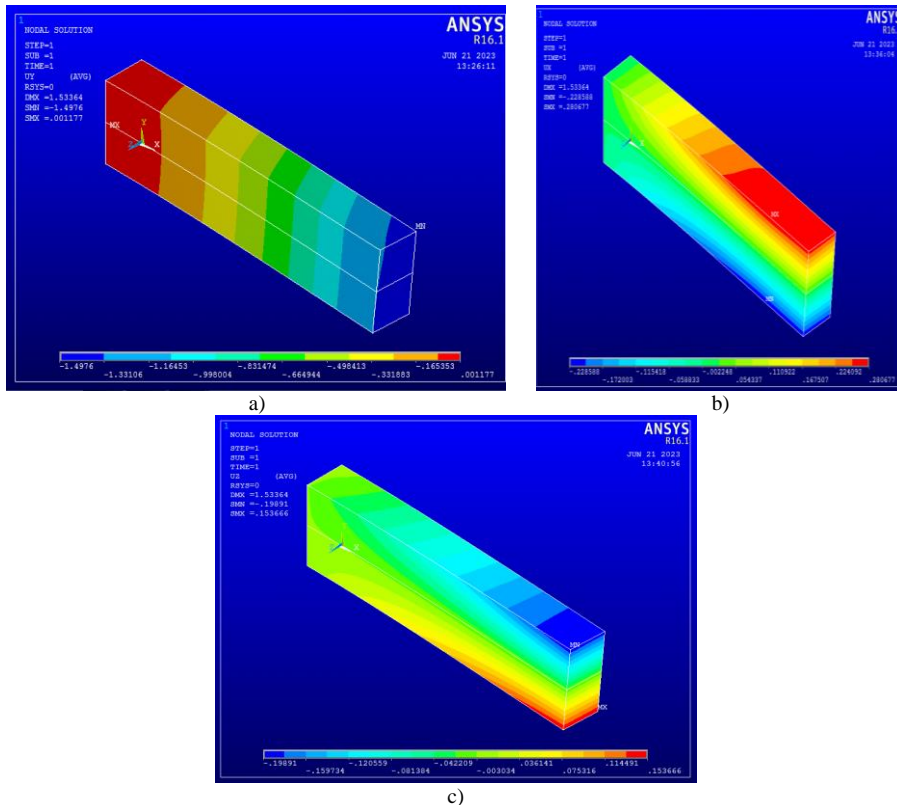 1
NODAL SOLUTION
STEP=1
SUB =1
TIME=1
UY (AVG)
RSYS=0
DMX =1.53364
SMN =-1.4976
SMX =.001177
ANSYS
R16.1
JUN 21 2023
13:26:11
MX
Y
Z X
MN
-1.4976 -1.16453 -.831474 -.498413 -.165353
-1.33106 -.998004 -.664944 -.331883 .001177
a)
1
NODAL SOLUTION
STEP=1
SUB =1
TIME=1
UX (AVG)
RSYS=0
DMX =1.53364
SMN =-.228588
SMX =.280677
ANSYS
R16.1
JUN 21 2023
13:36:04
MX
MN
-.228588 -.115418 -.002248 .110922 .224092
-.172003 -.058833 .054337 .167507 .280677
b)
1
NODAL SOLUTION
STEP=1
SUB =1
TIME=1
UZ (AVG)
RSYS=0
DMX =1.53364
SMN =-.19891
SMX =.153666
ANSYS
R16.1
JUN 21 2023
13:40:56
Z X
MN
MX
-.19891 -.120559 -.042209 .036141 .114491
-.159734 -.081384 -.003034 .075316 .153666
c)